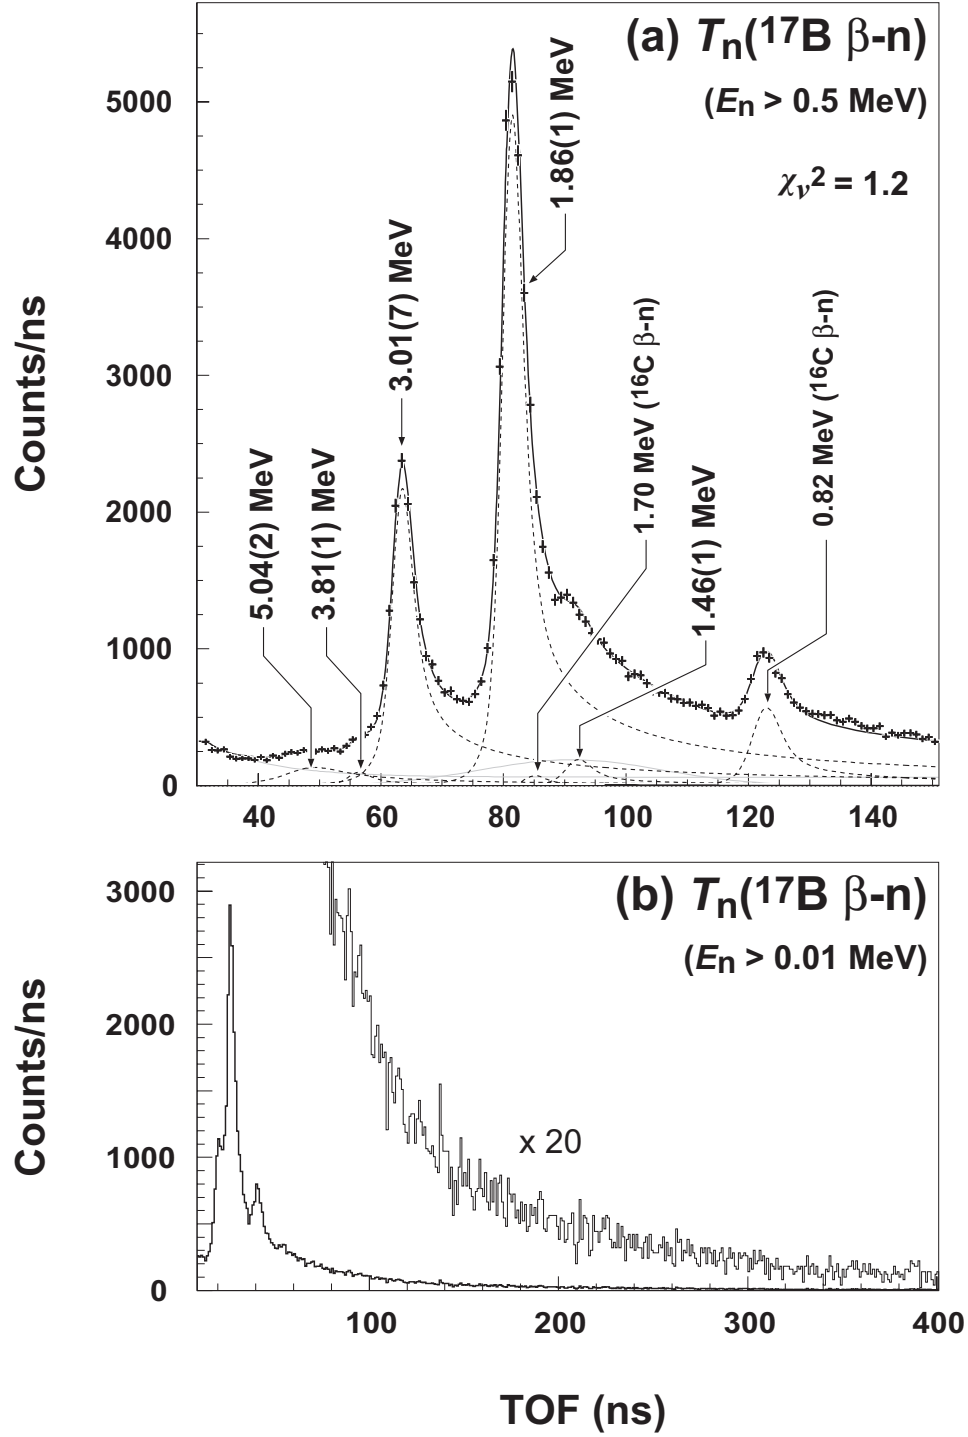 (a) Tn(17B β-n)
(En > 0.5 MeV)
χν2 = 1.2
Counts/ns
5000
4000
3000
2000
1000
0
5.04(2) MeV
3.81(1) MeV
3.01(7) MeV
1.86(1) MeV
1.70 MeV (16C β-n)
1.46(1) MeV
0.82 MeV (16C β-n)
40 60 80 100 120 140
(b) Tn(17B β-n)
(En > 0.01 MeV)
Counts/ns
3000
2000
1000
0
x 20
100 200 300 400
TOF (ns)